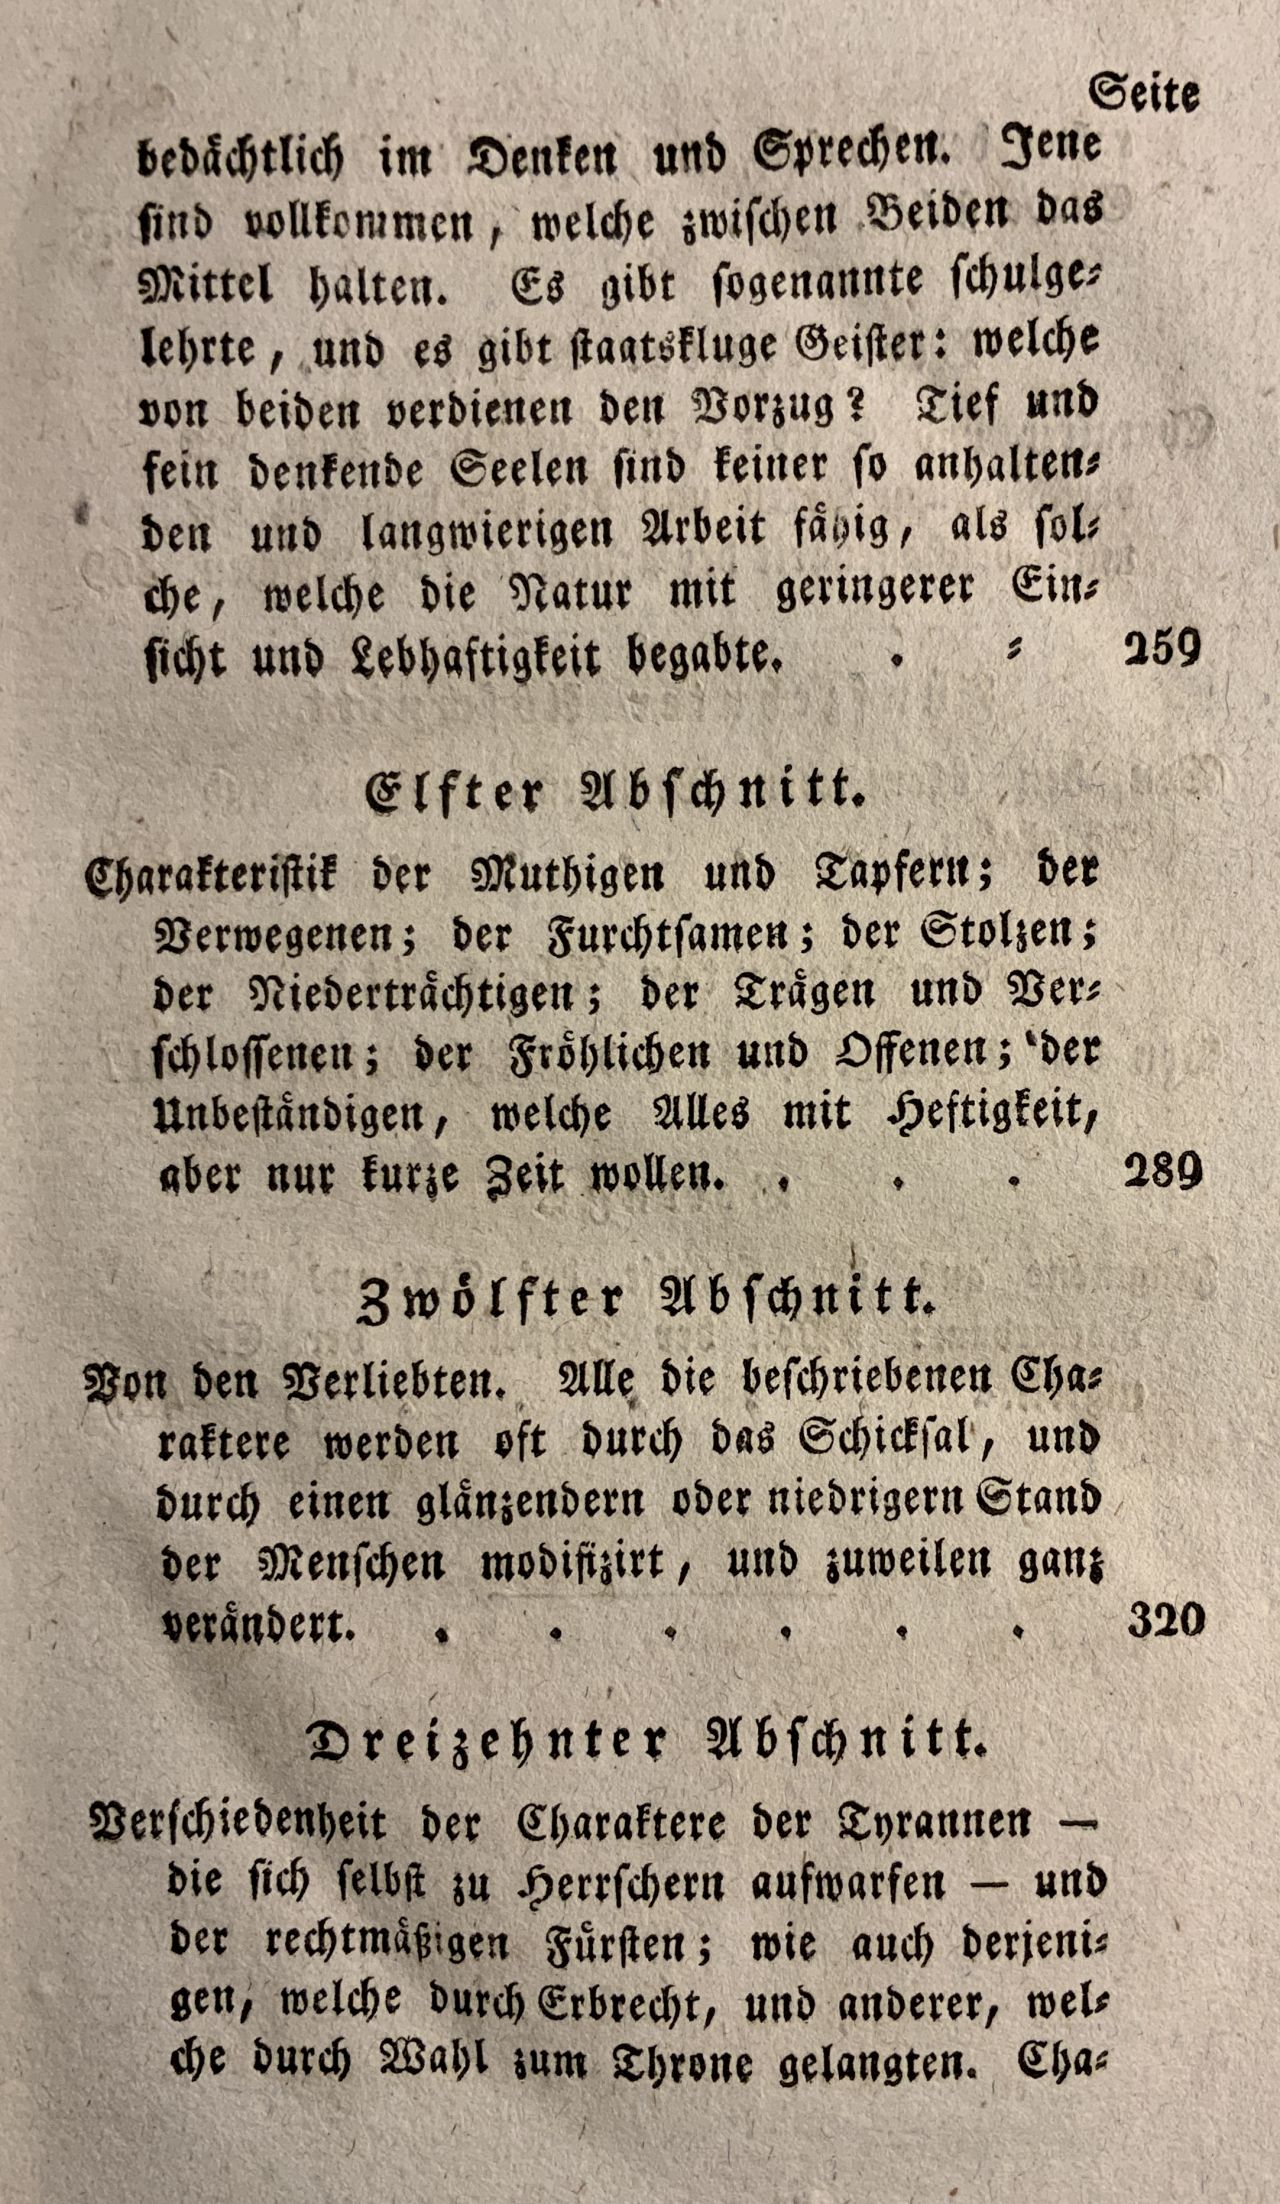 Seite
bedächtlich im Denken und Sprechen. Jene
sind vollkommen, welche zwischen Beiden das
Mittel halten. Es gibt sogenannte schulge-
lehrte, und es gibt staatskluge Geister: welche
von beiden verdienen den Vorzug? Tief und
fein denkende Seelen sind keiner so anhalten-
den und langwierigen Arbeit fähig, als sol-
che, welche die Natur mit geringerer Ein-
sicht und Lebhaftigkeit begabte. . - 259
Elfter Abschnitt.
Charakteristik der Muthigen und Tapfern; der
Verwegenen; der Furchtsamen; der Stolzen;
der Niederträchtigen; der Trägen und Ver-
schlossenen; der Fröhlichen und Offenen; der
Unbeständigen, welche Alles mit Heftigkeit,
aber nur kurze Zeit wollen. . . . 289
Zwölfter Abschnitt.
Von den Verliebten. Alle die beschriebenen Cha-
raktere werden oft durch das Schicksal, und
durch einen glänzendern oder niedrigern Stand
der Menschen modifizirt, und zuweilen ganz
verändert. . . . . . . 320
Dreizehnter Abschnitt.
Verschiedenheit der Charaktere der Tyrannen —
die sich selbst zu Herrschern aufwarfen — und
der rechtmäßigen Fürsten; wie auch derjeni-
gen, welche durch Erbrecht, und anderer, wel-
che durch Wahl zum Throne gelangten. Cha-